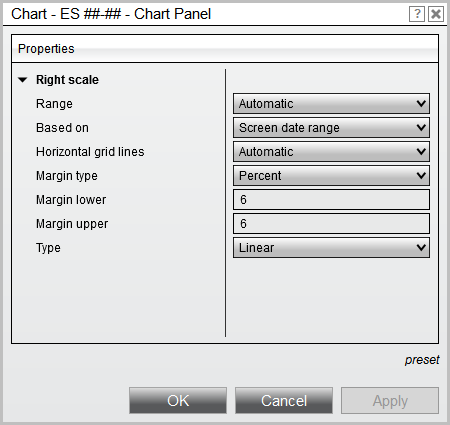 Chart - ES ##-## - Chart Panel
Properties
Right scale
Range Automatic
Based on Screen date range
Horizontal grid lines Automatic
Margin type Percent
Margin lower 6
Margin upper 6
Type Linear
preset
OK Cancel Apply